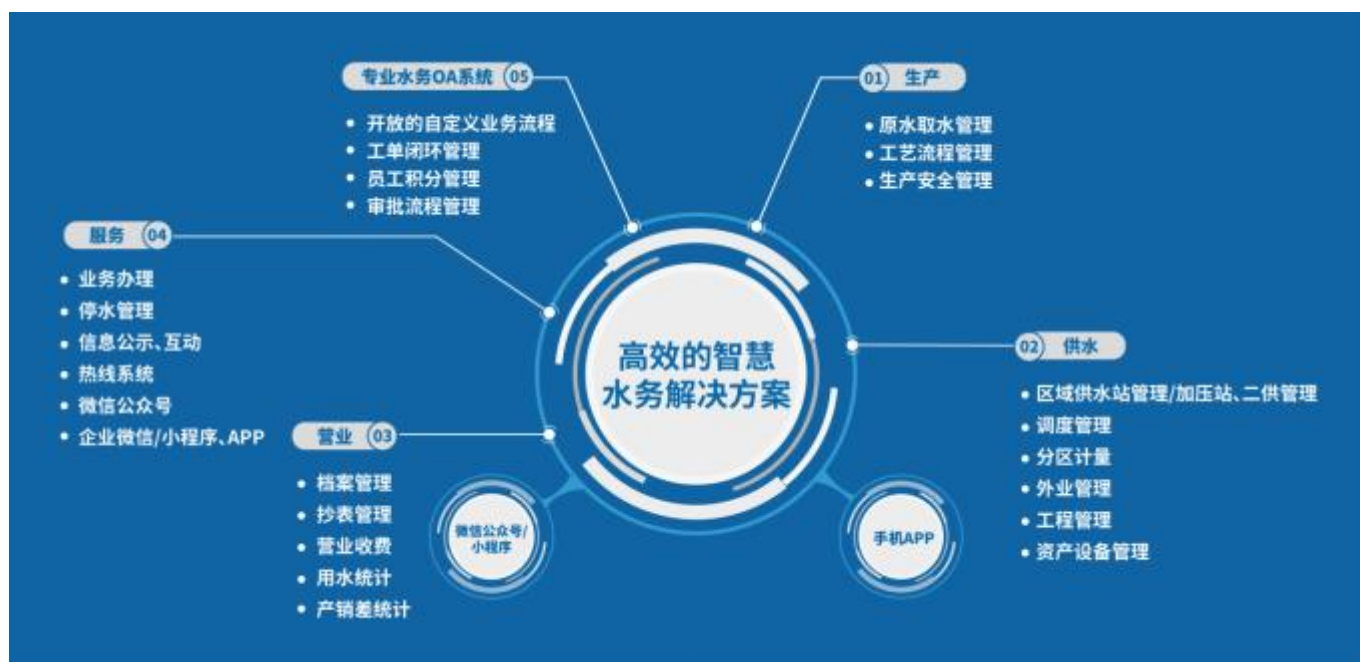 专业水务OA系统 05
开放的自定义业务流程
工单闭环管理
员工积分管理
审批流程管理
01 生产
原水取水管理
工艺流程管理
生产安全管理
服务 04
业务办理
停水管理
信息公示、互动
热线系统
微信公众号
企业微信/小程序、APP
高效的智慧
水务解决方案
02 供水
区域供水站管理/加压站、二供管理
调度管理
分区计量
外业管理
工程管理
资产设备管理
营业 03
档案管理
抄表管理
营业收费
用水统计
产销差统计
微信公众号/
小程序
手机APP